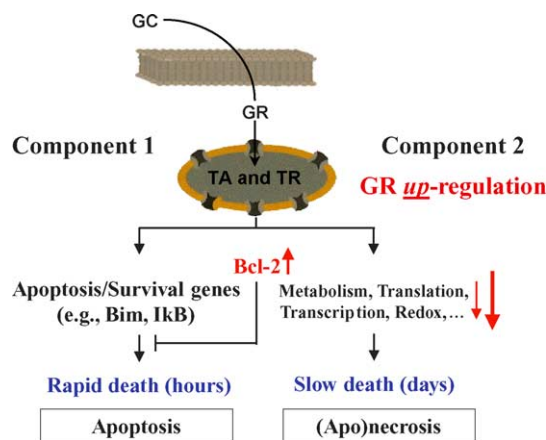 GC
GR
Component 1
Component 2
TA and TR
GR up-regulation
Bcl-2
Apoptosis/Survival genes
(e.g., Bim, IkB)
Metabolism, Translation,
Transcription, Redox,...
Rapid death (hours)
Slow death (days)
Apoptosis
(Apo)necrosis